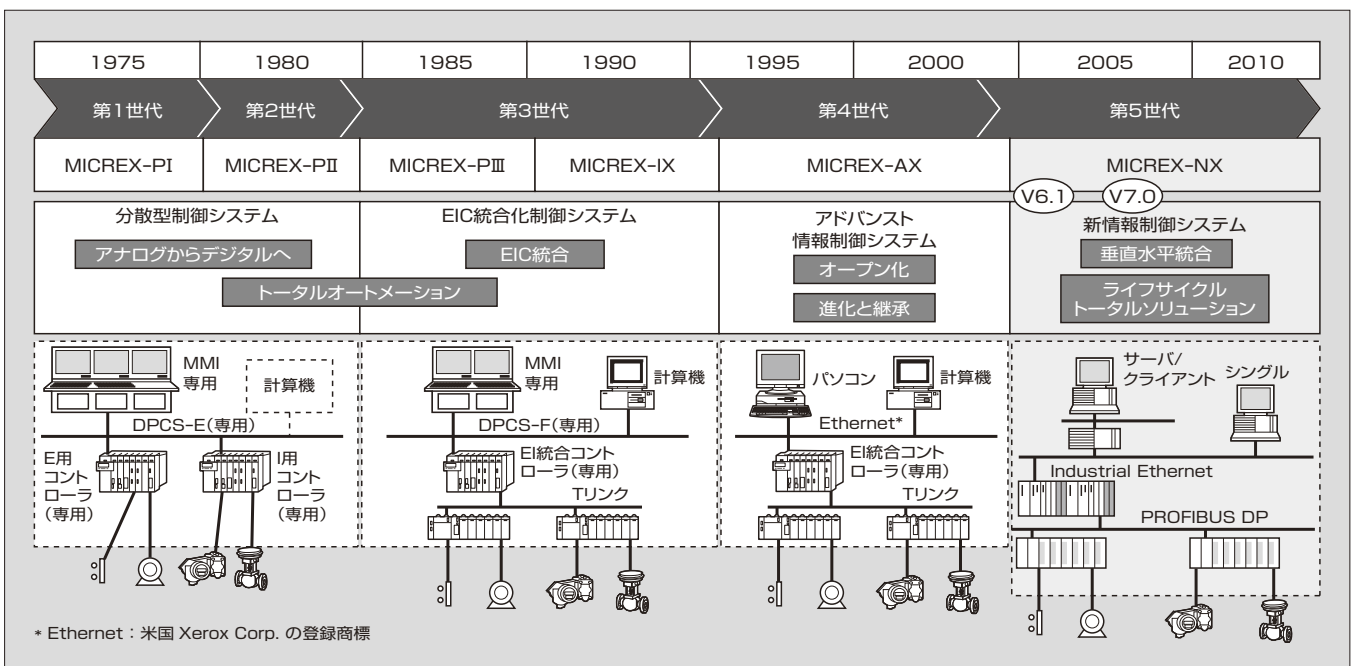 1975
1980
1985
1990
1995
2000
2005
2010
第1世代
第2世代
第3世代
第4世代
第5世代
MICREX-PⅠ
MICREX-PⅡ
MICREX-PⅢ
MICREX-IX
MICREX-AX
MICREX-NX
V6.1
V7.0
分散型制御システム
アナログからデジタルへ
トータルオートメーション
EIC統合化制御システム
EIC統合
アドバンスト
情報制御システム
オープン化
進化と継承
新情報制御システム
垂直水平統合
ライフサイクル
トータルソリューション
MMI
専用
計算機
DPCS-E(専用)
E用
コント
ローラ
(専用)
I用
コント
ローラ
(専用)
MMI
専用
計算機
DPCS-F(専用)
EI統合コント
ローラ(専用)
Tリンク
パソコン
計算機
Ethernet*
EI統合コント
ローラ(専用)
Tリンク
サーバ/
クライアント
シングル
Industrial Ethernet
PROFIBUS DP
* Ethernet：米国 Xerox Corp. の登録商標